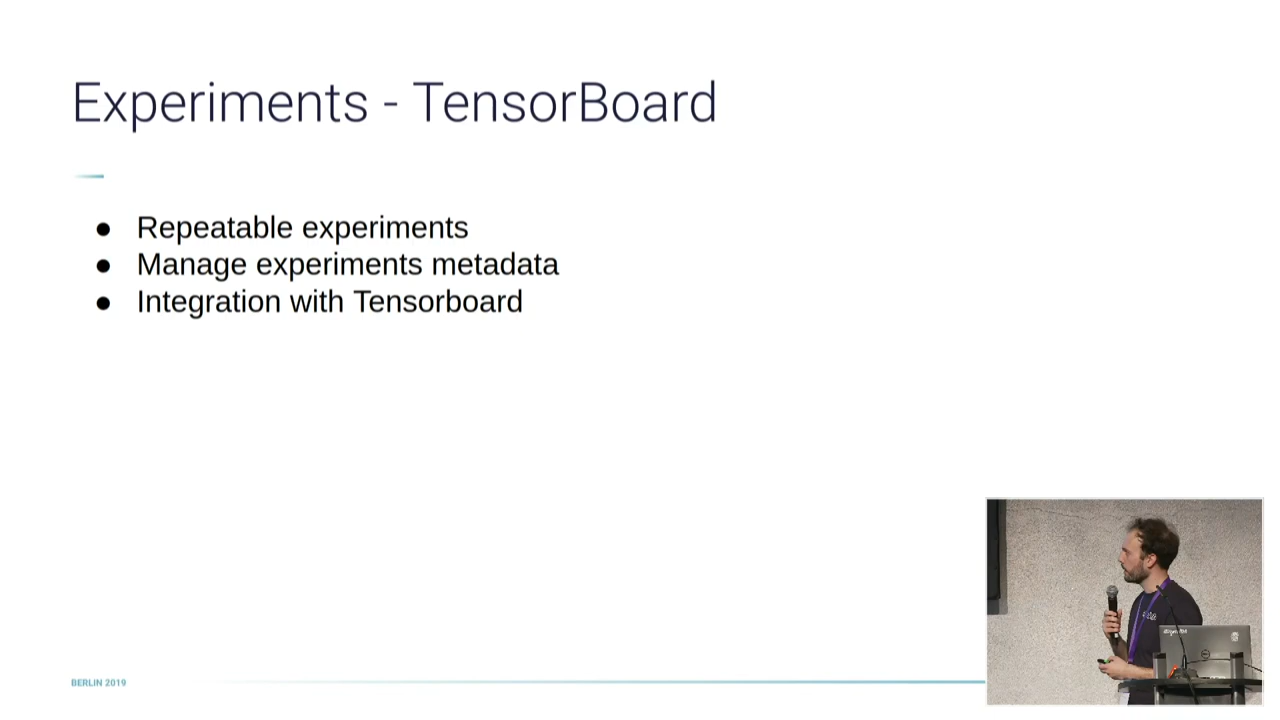 Experiments - TensorBoard
● Repeatable experiments
● Manage experiments metadata
● Integration with Tensorboard
BERLIN 2019